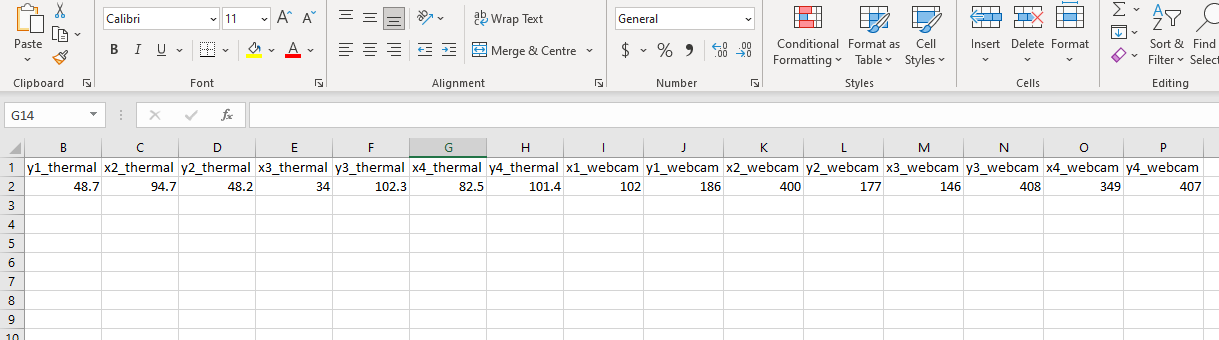 Calibri 11 A A Wrap Text General
Paste B I U A Merge & Centre $ % 9 .00 .00 Conditional Formatting Format as Table Cell Styles Insert Delete Format Sort & Filter Find Selec
Clipboard Font Alignment Number Styles Cells Editing
G14 fx
B C D E F G H I J K L M N O P
1 y1_thermal x2_thermal y2_thermal x3_thermal y3_thermal x4_thermal y4_thermal x1_webcam y1_webcam x2_webcam y2_webcam x3_webcam y3_webcam x4_webcam y4_webcam
2 48.7 94.7 48.2 34 102.3 82.5 101.4 102 186 400 177 146 408 349 407
3
4
5
6
7
8
9
10